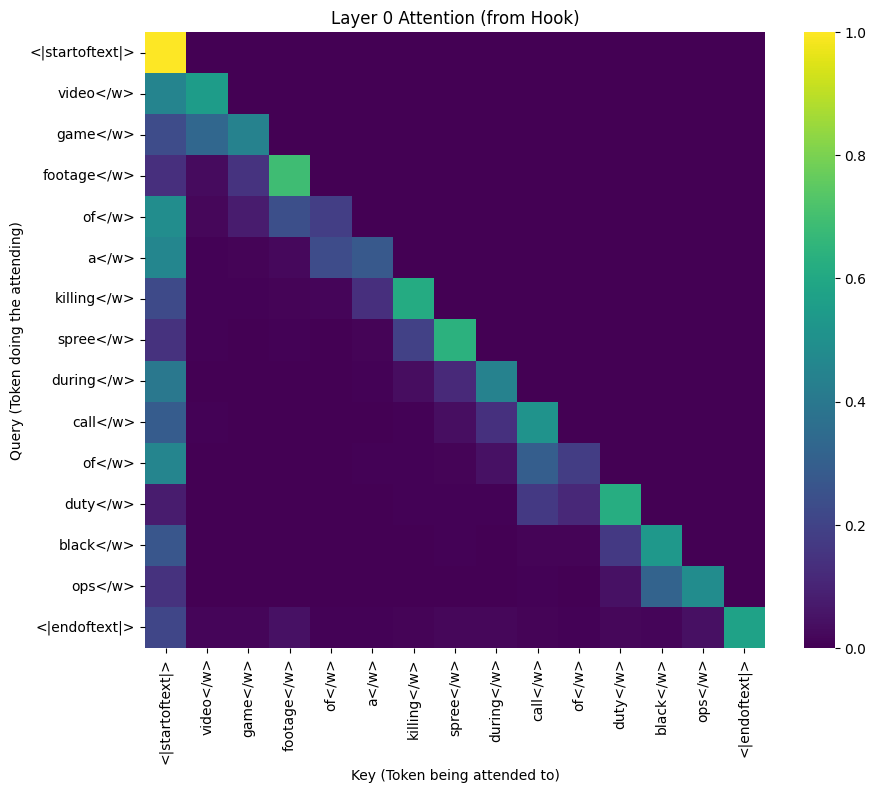 Layer 0 Attention (from Hook)
Query (Token doing the attending)
<|startoftext|>
video</w>
game</w>
footage</w>
of</w>
a</w>
killing</w>
spree</w>
during</w>
call</w>
of</w>
duty</w>
black</w>
ops</w>
<|endoftext|>
<|startoftext|>
video</w>
game</w>
footage</w>
of</w>
a</w>
killing</w>
spree</w>
during</w>
call</w>
of</w>
duty</w>
black</w>
ops</w>
<|endoftext|>
Key (Token being attended to)
1.0
0.8
0.6
0.4
0.2
0.0